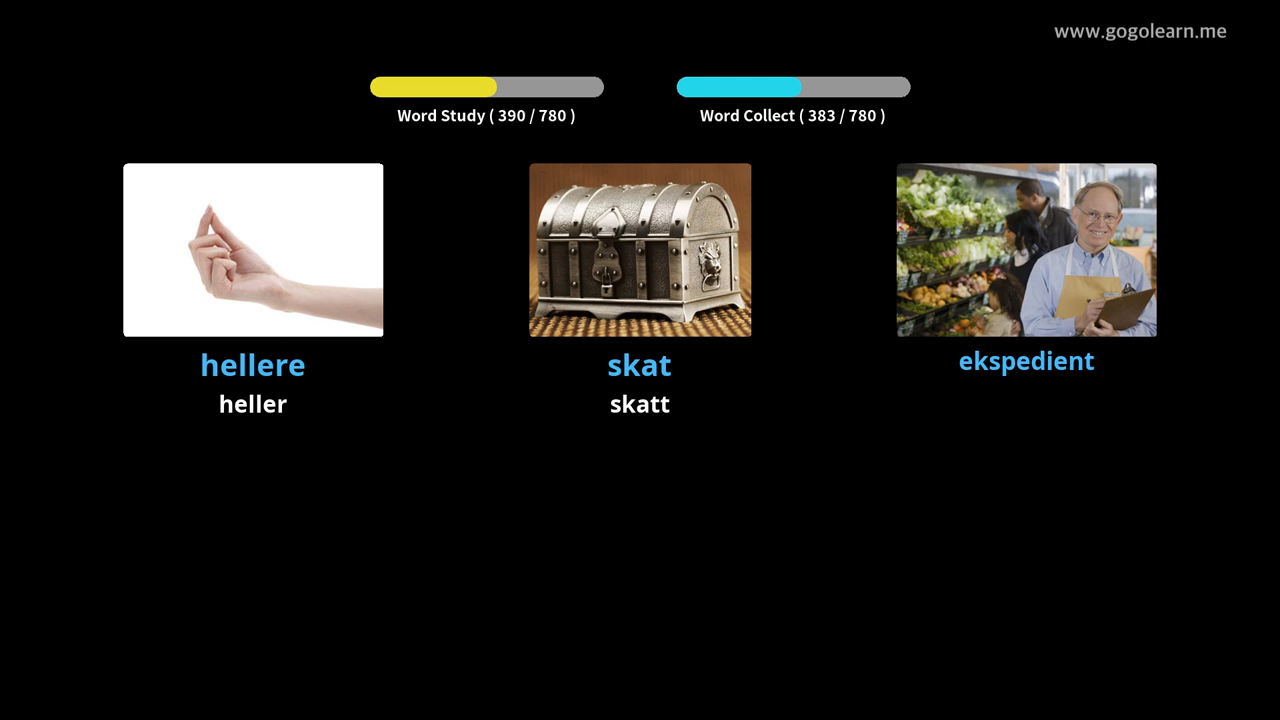 www.gogolearn.me
Word Study ( 390 / 780 )
Word Collect ( 383 / 780 )
hellere
heller
skat
skatt
ekspedient